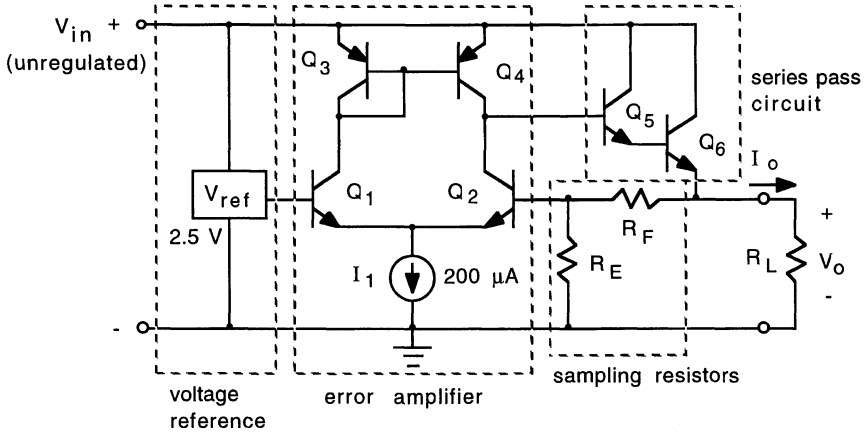 V_in +
(unregulated)
Q_3
Q_4
series pass
circuit
Q_5
Q_6
I_o
V_ref
2.5 V
Q_1
Q_2
R_F
+
I_1
200 μA
R_E
R_L
V_o
-
-
voltage
reference
error amplifier
sampling resistors